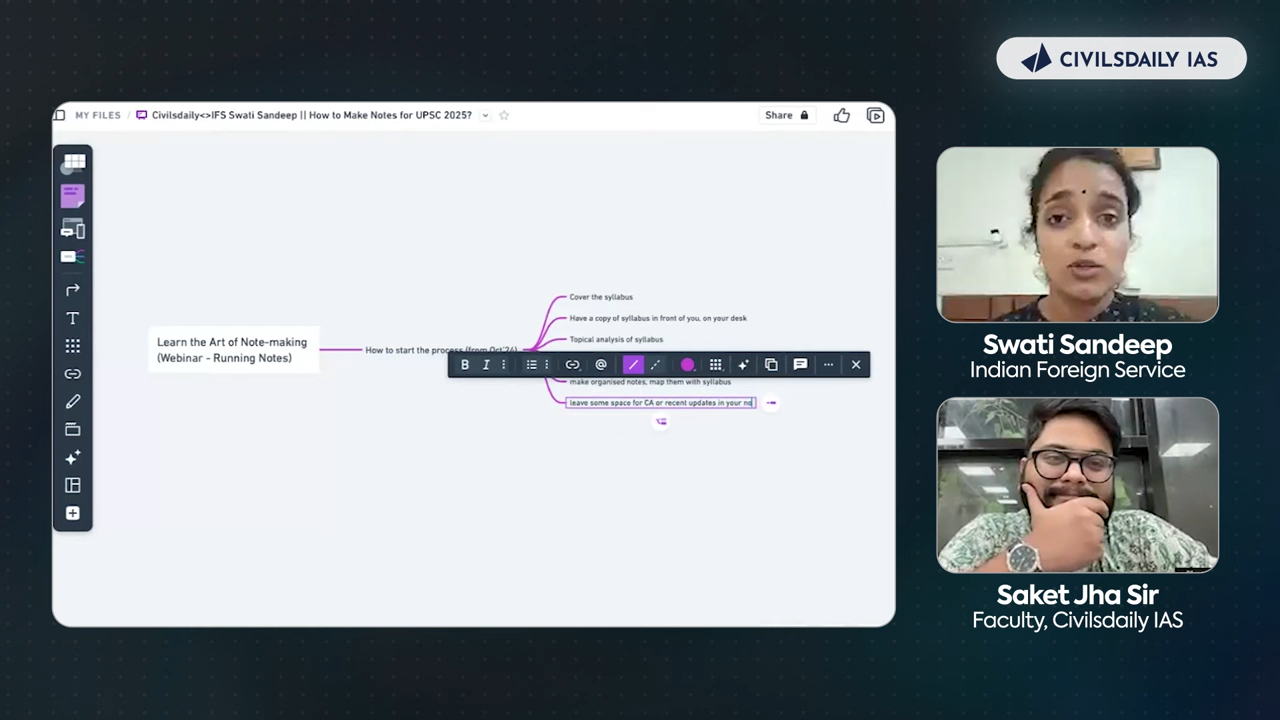 CIVILSDAILY IAS
MY FILES / Civilsdaily<>IFS Swati Sandeep || How to Make Notes for UPSC 2025?
Share
Learn the Art of Note-making
(Webinar - Running Notes)
How to start the process (from Oct'24)
Cover the syllabus
Have a copy of syllabus in front of you, on your desk
Topical analysis of syllabus
B I
make organised notes, map them with syllabus
leave some space for CA or recent updates in your no
Swati Sandeep
Indian Foreign Service
Saket Jha Sir
Faculty, Civilsdaily IAS